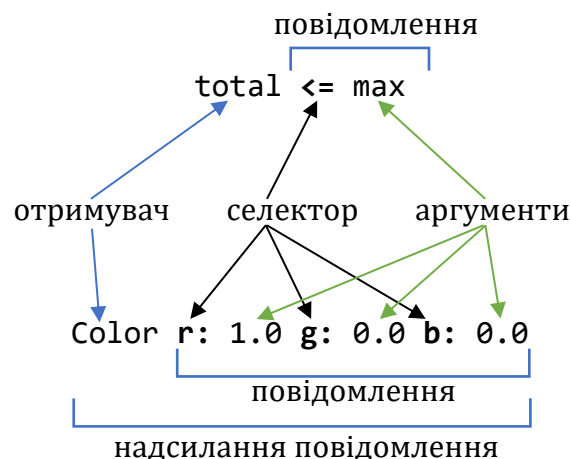 повідомлення
total <= max
отримувач селектор аргументи
Color r: 1.0 g: 0.0 b: 0.0
повідомлення
надсилання повідомлення